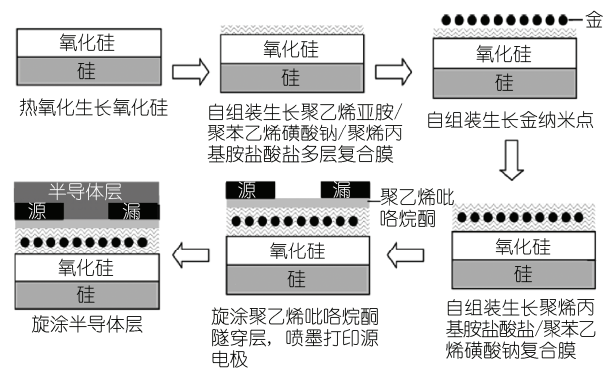 氧化硅
硅
热氧化生长氧化硅
氧化硅
硅
自组装生长聚乙烯亚胺/
聚苯乙烯磺酸钠/聚烯丙
基胺盐酸盐多层复合膜
金
氧化硅
硅
自组装生长金纳米点
氧化硅
硅
自组装生长聚烯丙
基胺盐酸盐/聚苯乙
烯磺酸钠复合膜
源
漏
聚乙烯吡
咯烷酮
氧化硅
硅
旋涂聚乙烯吡咯烷酮
隧穿层，喷墨打印源
电极
半导体层
源
漏
氧化硅
硅
旋涂半导体层